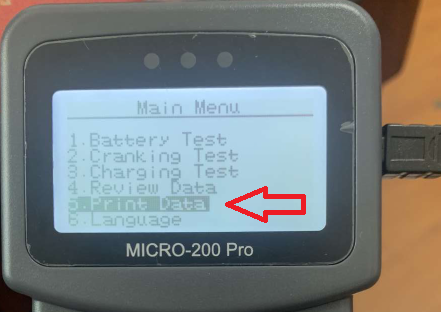 Main Menu
1.Battery Test
2.Cranking Test
3.Charging Test
4.Review Data
5.Print Data
6.Language
MICRO-200 Pro